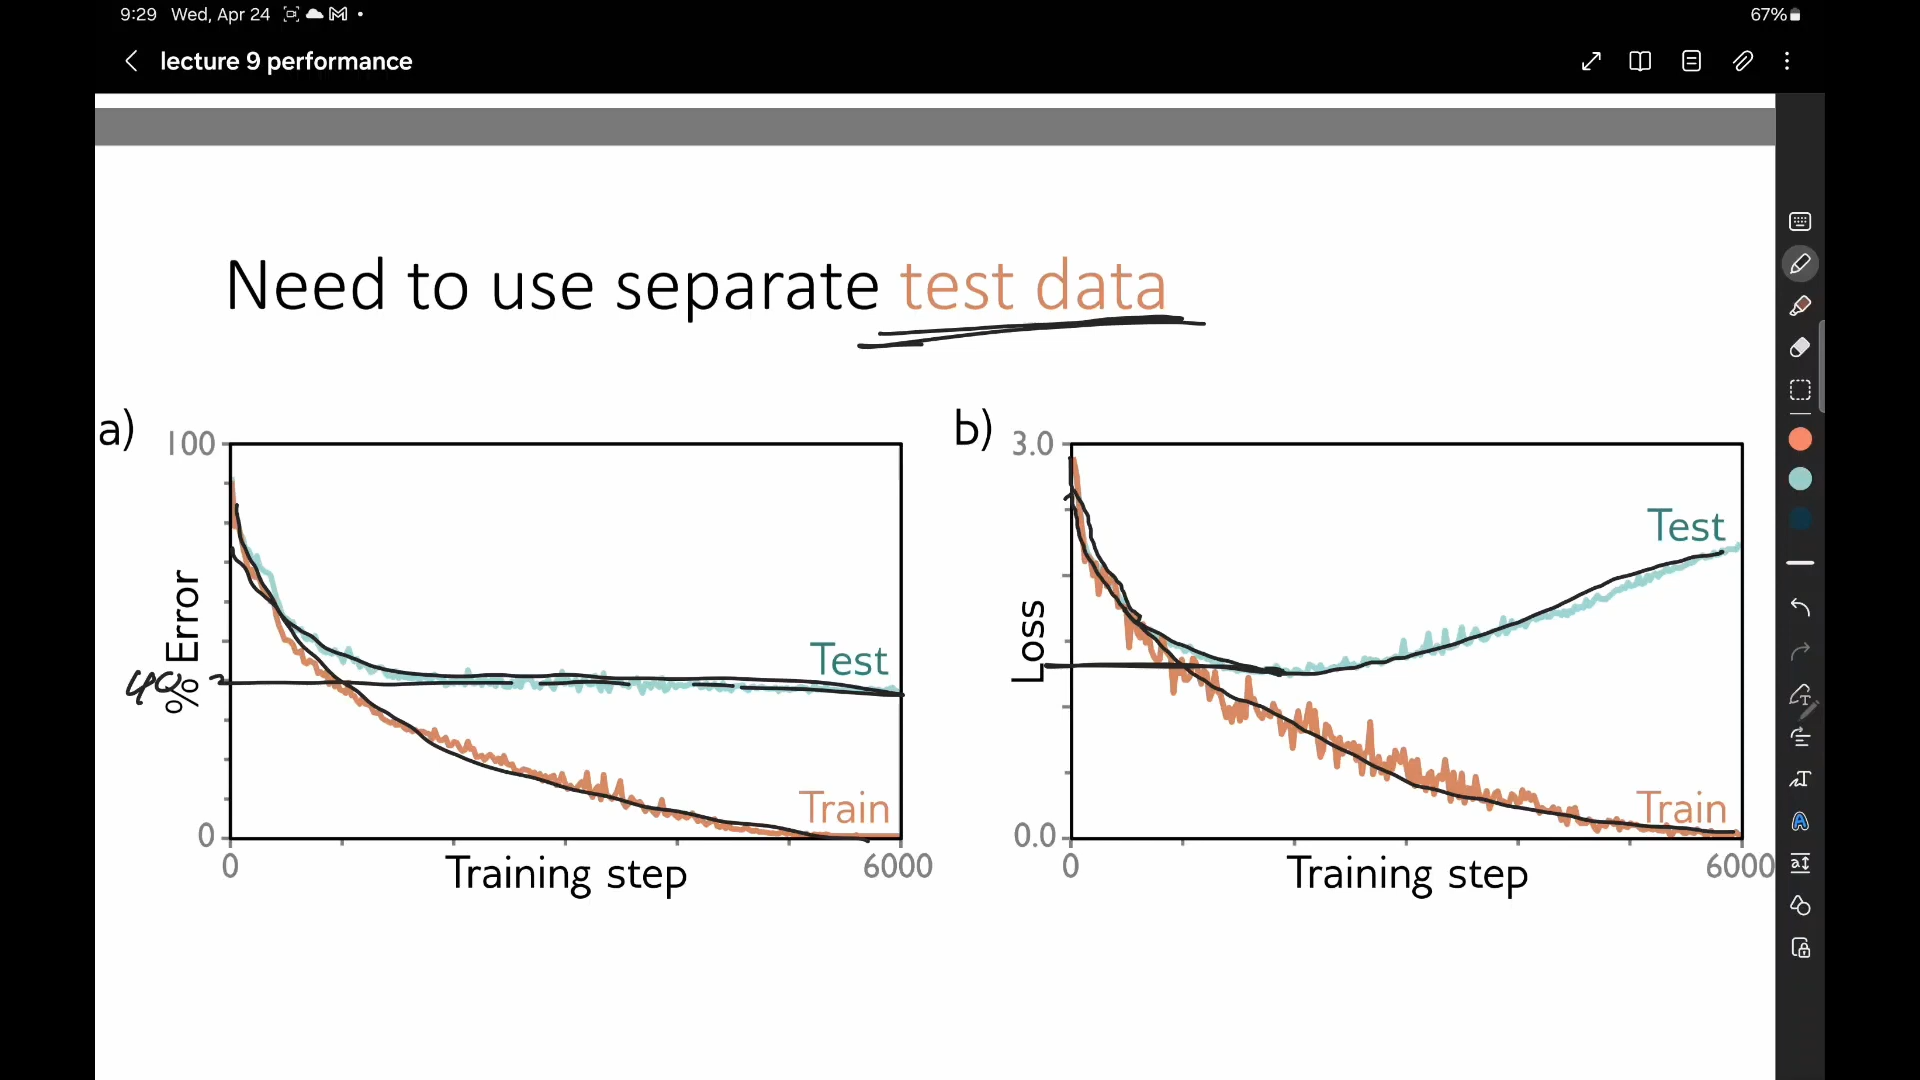 9:29 Wed, Apr 24
67%
lecture 9 performance
Need to use separate test data
a)
100
% Error
40
0
Test
Train
0
Training step
6000
b)
3.0
Loss
0.0
Test
Train
0
Training step
6000